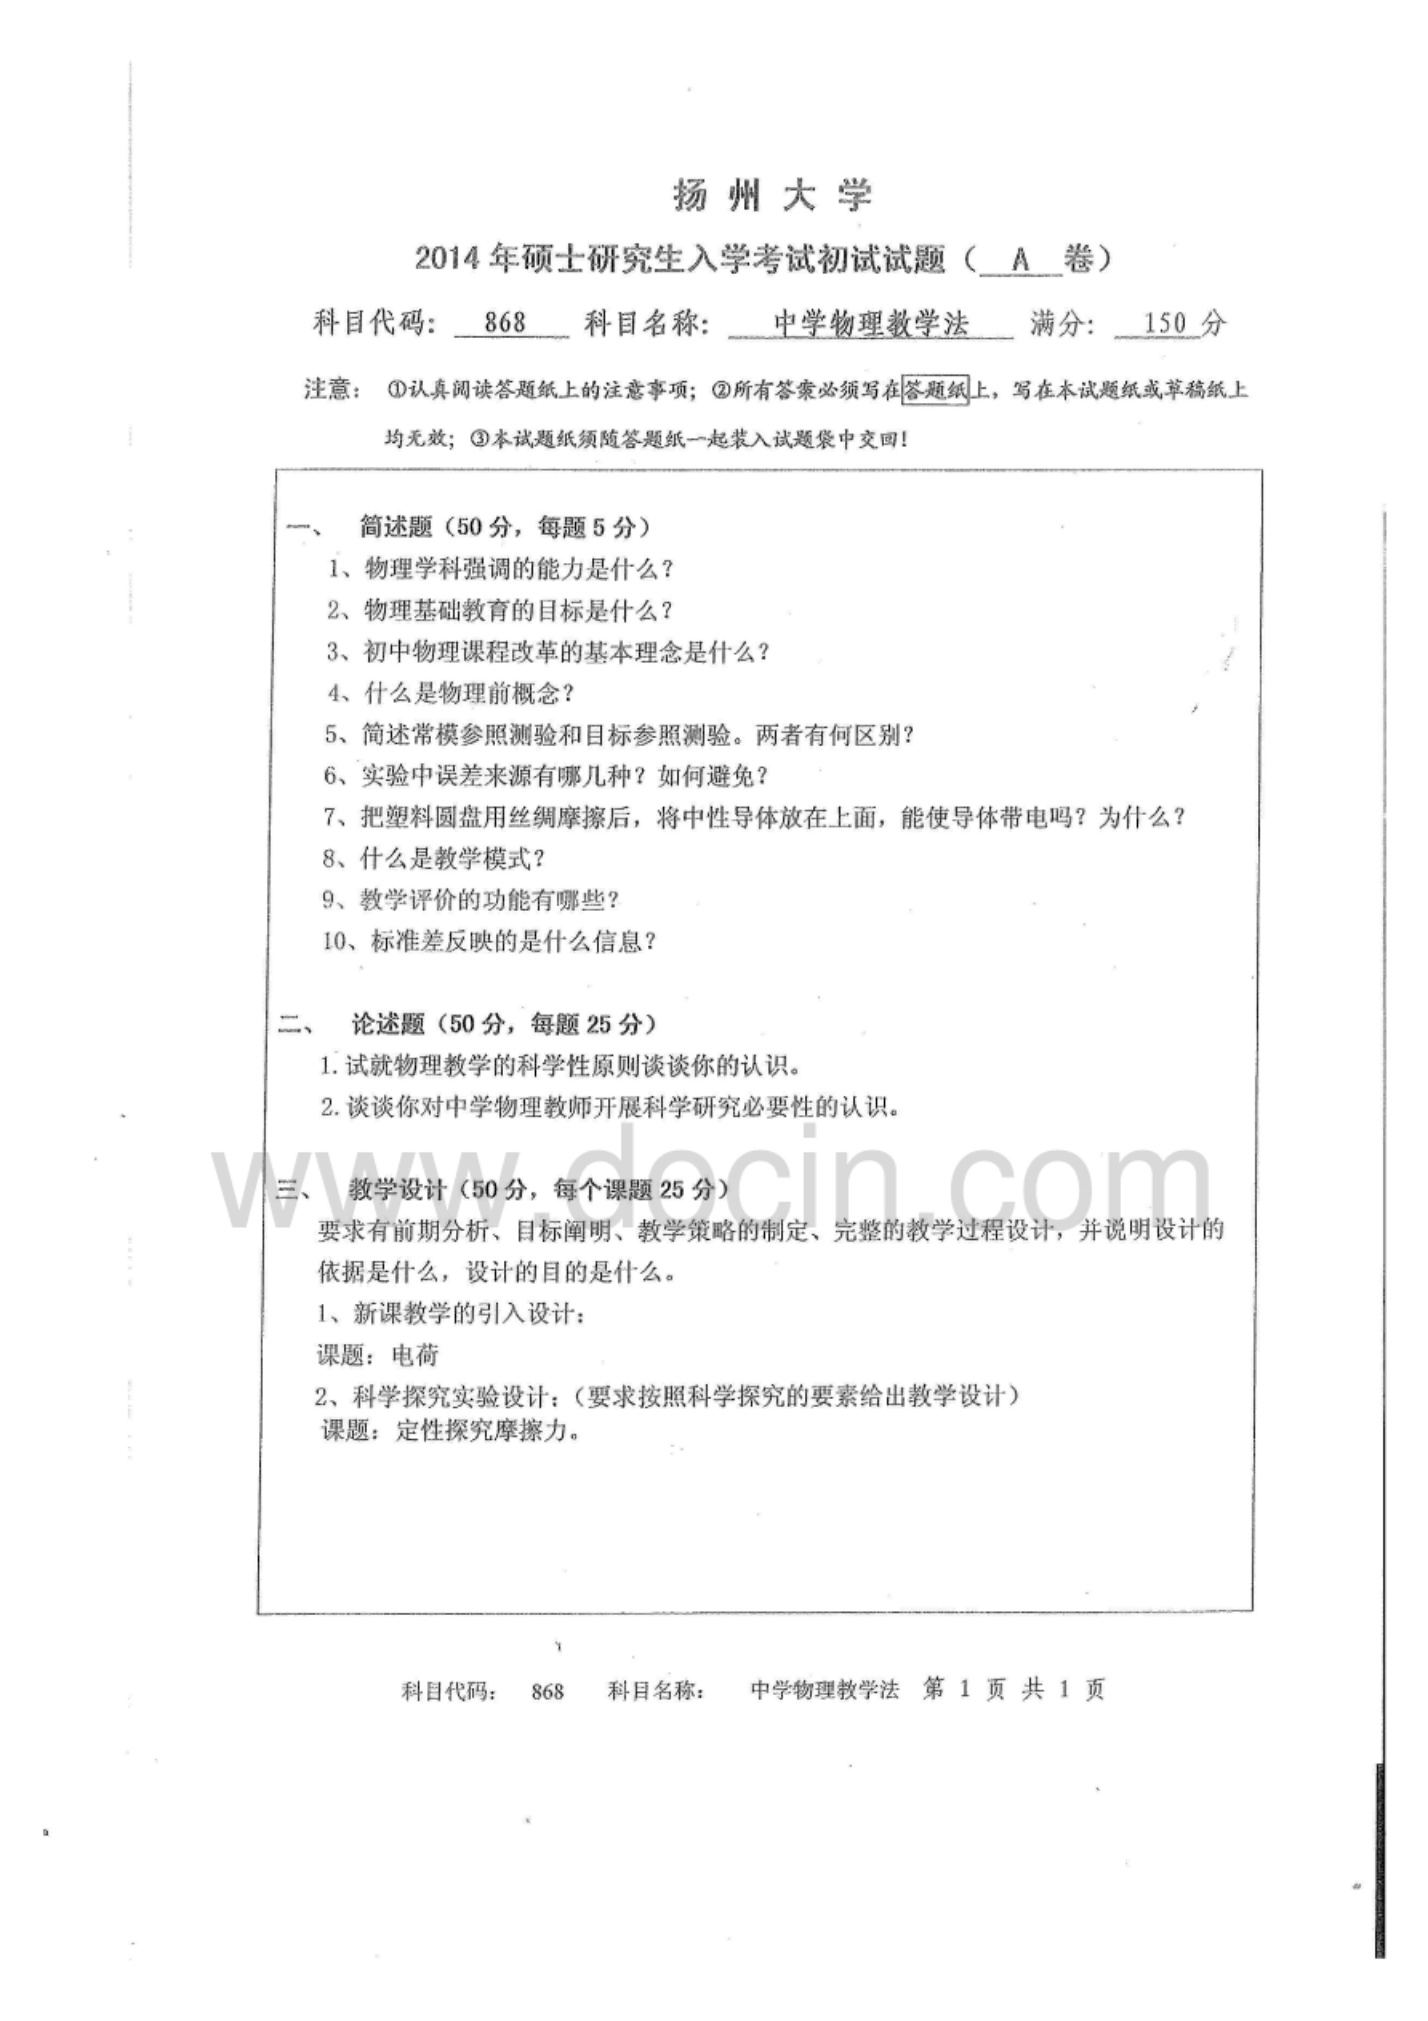 扬州大学
2014年硕士研究生入学考试初试试题（ A 卷）
科目代码： 868 科目名称： 中学物理教学法 满分： 150 分
注意： ①认真阅读答题纸上的注意事项；②所有答案必须写在答题纸上，写在本试题纸或草稿纸上
均无效；③本试题纸须随答题纸一起装入试题袋中交回！
一、 简述题（50分，每题5分）
1、物理学科强调的能力是什么？
2、物理基础教育的目标是什么？
3、初中物理课程改革的基本理念是什么？
4、什么是物理前概念？
5、简述常模参照测验和目标参照测验。两者有何区别？
6、实验中误差来源有哪几种？如何避免？
7、把塑料圆盘用丝绸摩擦后，将中性导体放在上面，能使导体带电吗？为什么？
8、什么是教学模式？
9、教学评价的功能有哪些？
10、标准差反映的是什么信息？
二、 论述题（50分，每题25分）
1.试就物理教学的科学性原则谈谈你的认识。
2.谈谈你对中学物理教师开展科学研究必要性的认识。
www.docin.com
三、 教学设计（50分，每个课题25分）
要求有前期分析、目标阐明、教学策略的制定、完整的教学过程设计，并说明设计的
依据是什么，设计的目的是什么。
1、新课教学的引入设计：
课题：电荷
2、科学探究实验设计：（要求按照科学探究的要素给出教学设计）
课题：定性探究摩擦力。
科目代码： 868 科目名称： 中学物理教学法 第 1 页 共 1 页